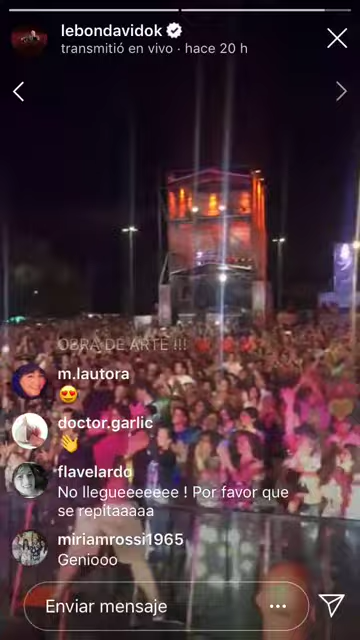 lebondavidok
transmitió en vivo · hace 20 h
OBRA DE ARTE !!!
m.lautora
😍
doctor.garlic
👋
flavelardo
No llegueeeeeee ! Por favor que
se repitaaaaa
miriamrossi1965
Geniooo
Enviar mensaje